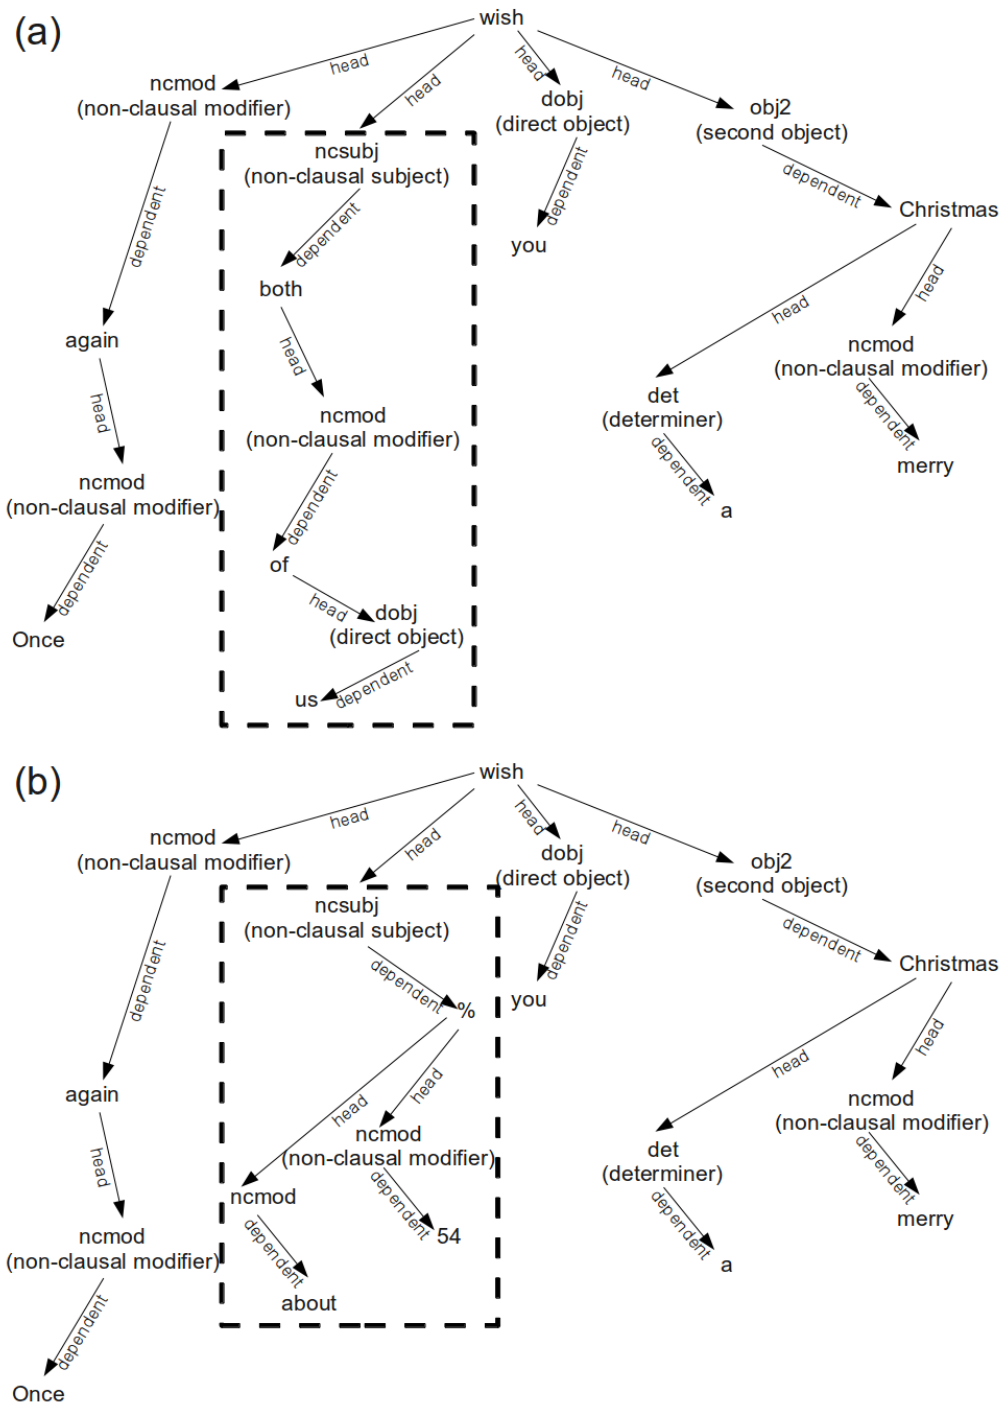 (a)
wish
head
head
head
head
ncmod
(non-clausal modifier)
dobj
(direct object)
obj2
(second object)
ncsubj
(non-clausal subject)
dependent
dependent
dependent
dependent
Christmas
you
both
head
head
again
head
head
ncmod
(non-clausal modifier)
det
(determiner)
ncmod
(non-clausal modifier)
dependent
dependent
merry
ncmod
(non-clausal modifier)
dependent
a
dependent
of
dependent
head
dobj
(direct object)
Once
dependent
us
(b)
wish
head
head
head
head
ncmod
(non-clausal modifier)
dobj
(direct object)
obj2
(second object)
ncsubj
(non-clausal subject)
dependent
dependent
dependent
dependent
Christmas
you
%
head
head
again
head
head
head
ncmod
(non-clausal modifier)
ncmod
(non-clausal modifier)
det
(determiner)
dependent
dependent
ncmod
dependent
merry
ncmod
(non-clausal modifier)
54
dependent
a
about
dependent
Once